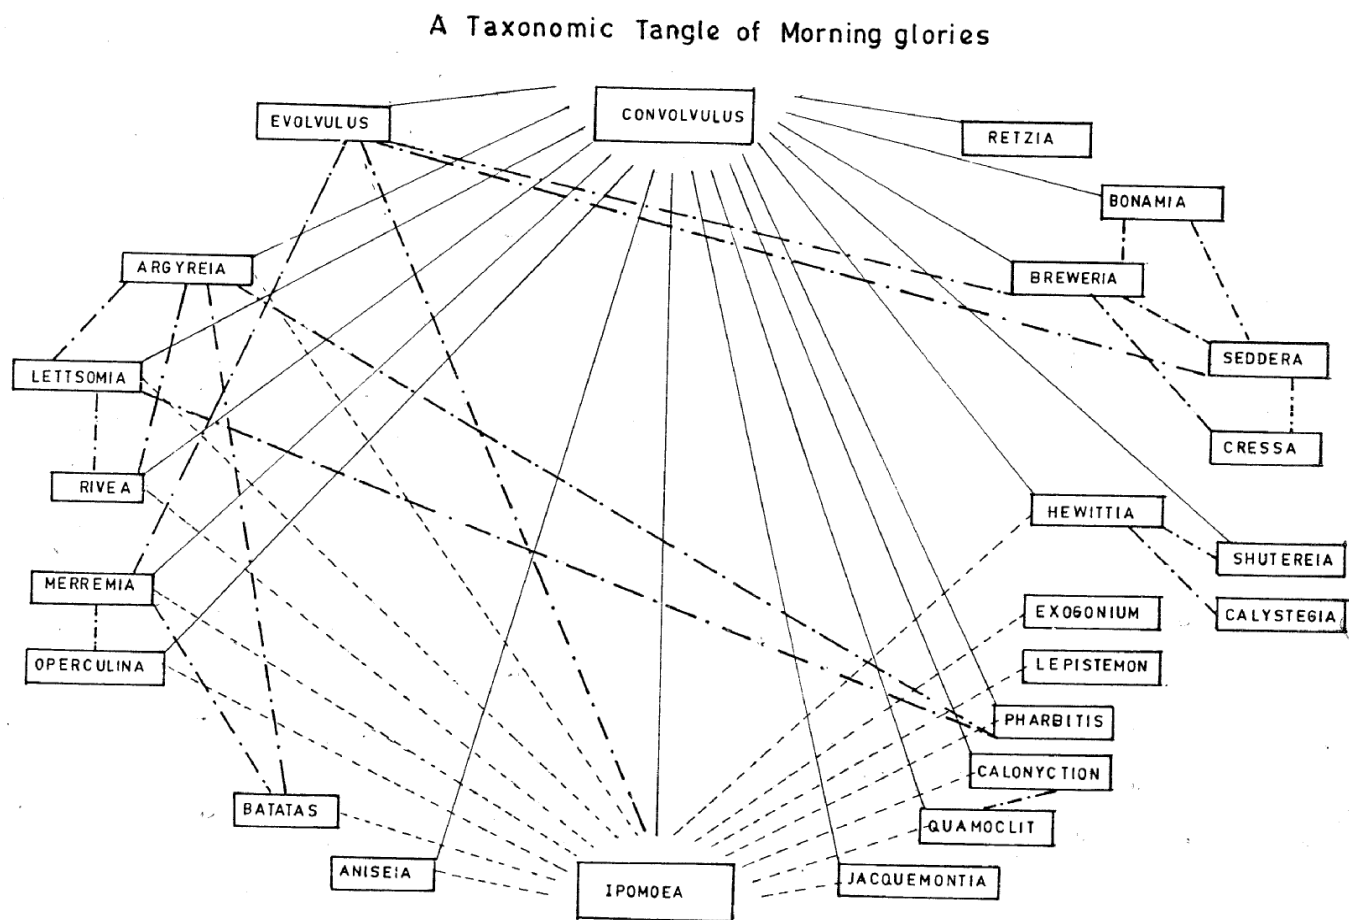 A Taxonomic Tangle of Morning glories
EVOLVULUS
CONVOLVULUS
RETZIA
BONAMIA
ARGYREIA
BREWERIA
LETTSOMIA
SEDDERA
CRESSA
RIVEA
HEWITTIA
SHUTEREIA
MERREMIA
EXOGONIUM
CALYSTEGIA
OPERCULINA
LEPISTEMON
PHARBITIS
CALONYCTION
BATATAS
QUAMOCLIT
ANISEIA
IPOMOEA
JACQUEMONTIA